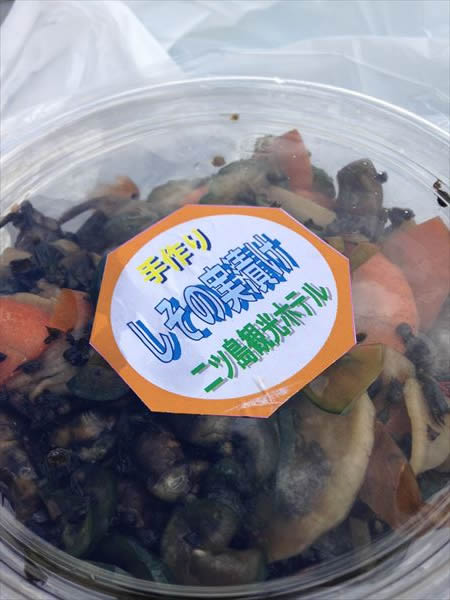 手作り
しその実漬け
二ツ島観光ホテル